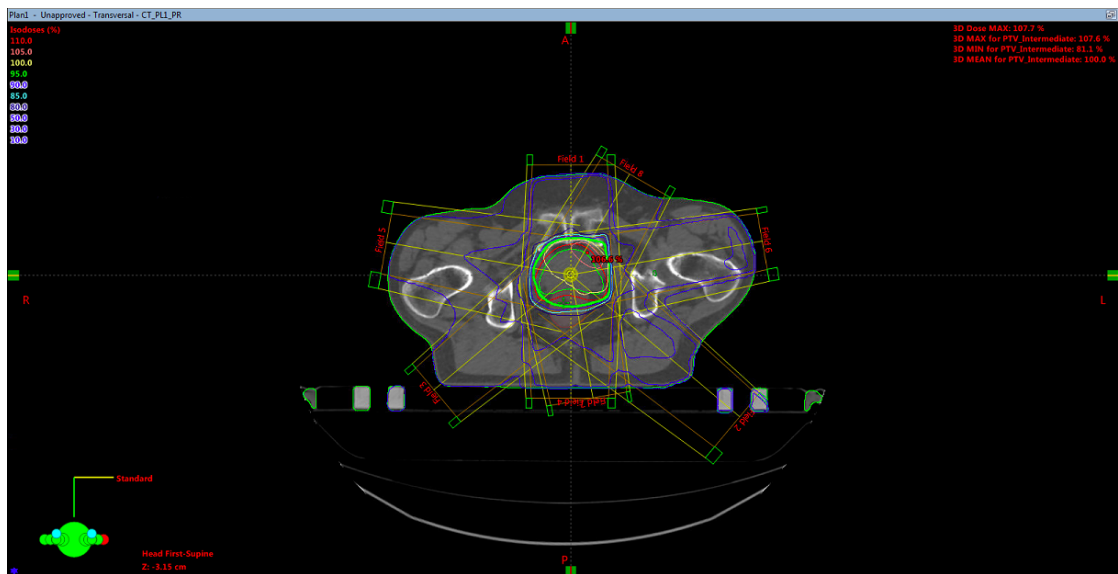 Plan1 - Unapproved - Transversal - CT_PL1_PR
Isodoses (%)
110.0
105.0
100.0
95.0
90.0
85.0
80.0
50.0
30.0
10.0
3D Dose MAX: 107.7 %
3D MAX for PTV_Intermediate: 107.6 %
3D MIN for PTV_Intermediate: 81.1 %
3D MEAN for PTV_Intermediate: 100.0 %
A
Field 1
Field 8
Field 5
Field 6
R
L
Field 3
Field 4
Field 2
P
Standard
Head First-Supine
Z: -3.15 cm